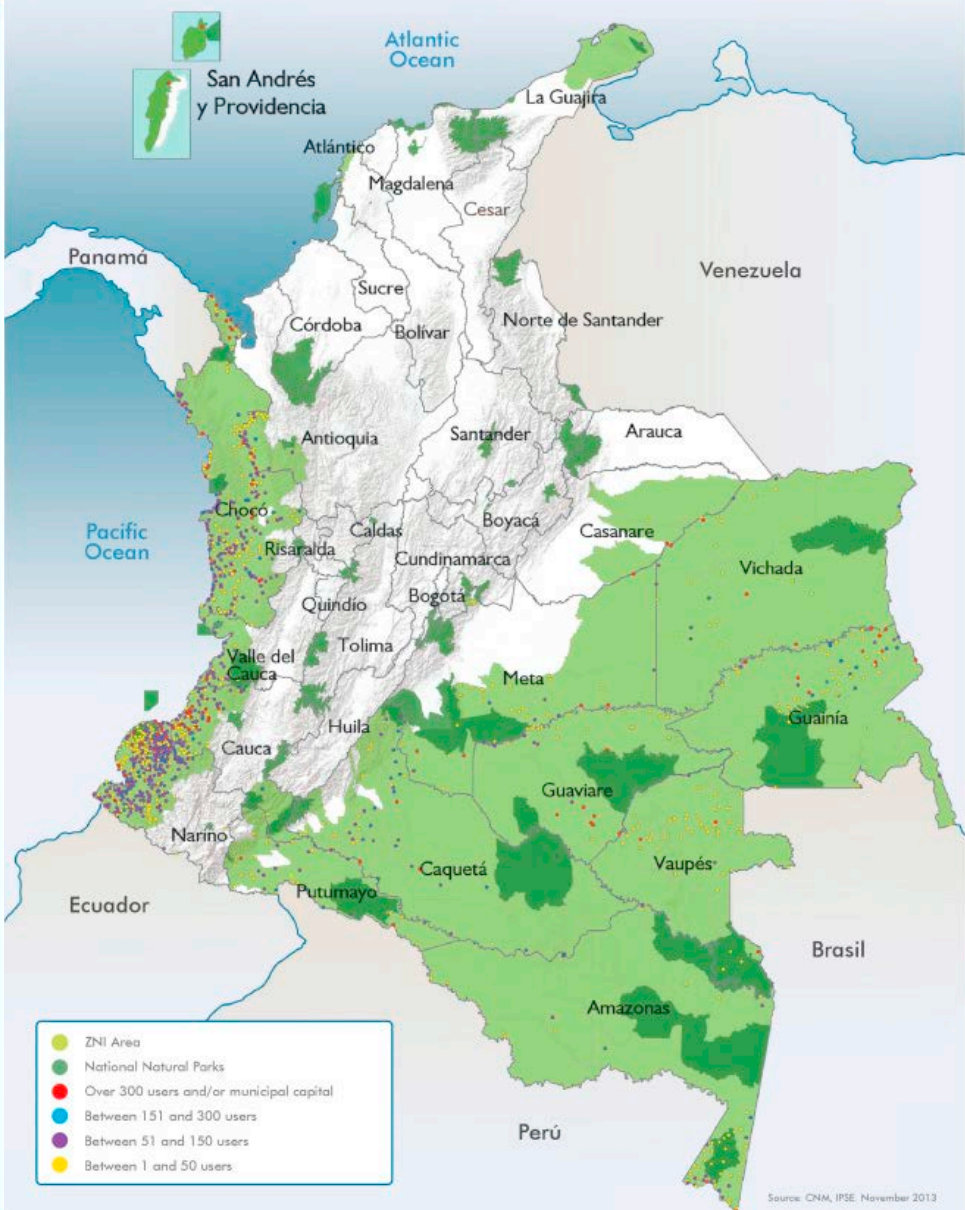 Atlantic
Ocean
San Andrés
y Providencia
La Guajira
Atlántico
Magdalena
Cesar
Panamá
Venezuela
Sucre
Córdoba
Bolívar
Norte de Santander
Antioquia
Santander
Arauca
Chocó
Pacific
Ocean
Caldas
Boyacá
Casanare
Risaralda
Cundinamarca
Vichada
Bogotá
Quindío
Tolima
Valle del
Cauca
Meta
Guainía
Huila
Cauca
Guaviare
Narino
Caquetá
Vaupés
Putumayo
Ecuador
Brasil
Amazonas
ZNI Area
National Natural Parks
Over 300 users and/or municipal capital
Between 151 and 300 users
Between 51 and 150 users
Between 1 and 50 users
Perú
Source: CNM, IPSE. November 2013